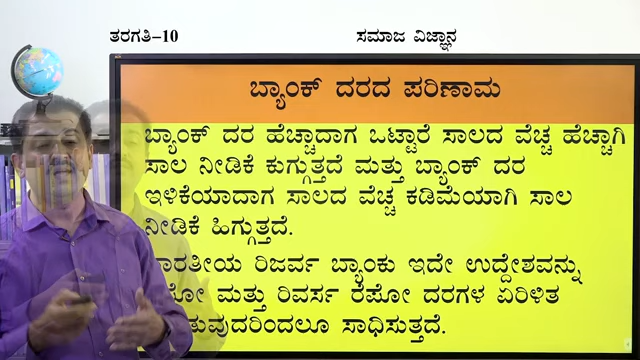 ತರಗತಿ–10 ಸಮಾಜ ವಿಜ್ಞಾನ
ಬ್ಯಾಂಕ್ ದರದ ಪರಿಣಾಮ
ಬ್ಯಾಂಕ್ ದರ ಹೆಚ್ಚಾದಾಗ ಒಟ್ಟಾರೆ ಸಾಲದ ವೆಚ್ಚ ಹೆಚ್ಚಾಗಿ
ಸಾಲ ನೀಡಿಕೆ ಕುಗ್ಗುತ್ತದೆ ಮತ್ತು ಬ್ಯಾಂಕ್ ದರ
ಇಳಿಕೆಯಾದಾಗ ಸಾಲದ ವೆಚ್ಚ ಕಡಿಮೆಯಾಗಿ ಸಾಲ
ನೀಡಿಕೆ ಹಿಗ್ಗುತ್ತದೆ.
ರಿಜರ್ವ ಬ್ಯಾಂಕು ಇದೇ ಉದ್ದೇಶವನ್ನು
ಮತ್ತು ರಿವರ್ಸ ರೆಪೋ ದರಗಳ ಏರಿಳಿತ
ಸಾಧಿಸುತ್ತದೆ.